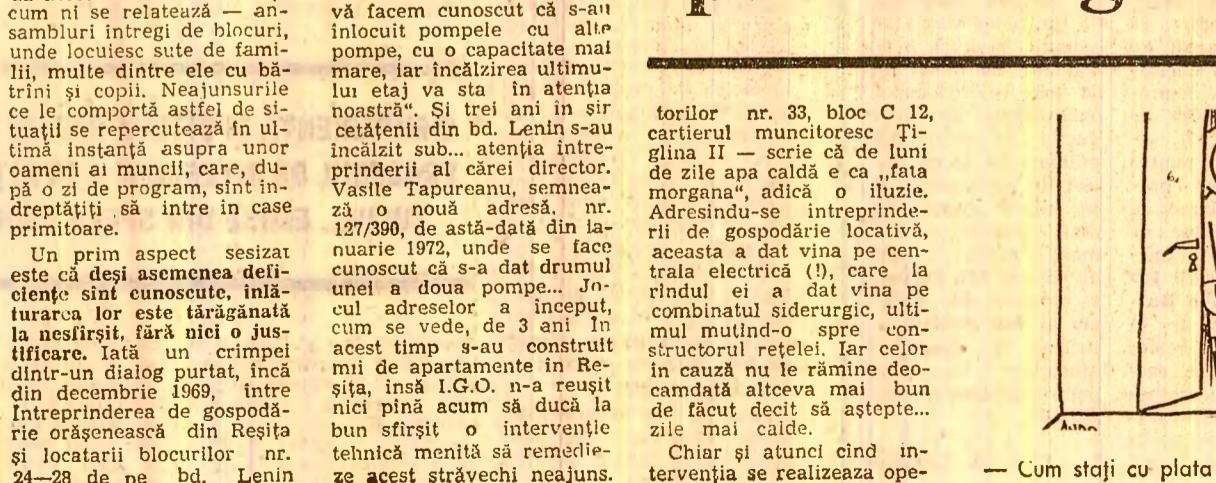 cum ni se relatează — an-
sambluri întregi de blocuri,
unde locuiesc sute de fami-
lii, multe dintre ele cu bă-
trîni și copii. Neajunsurile
ce le comportă astfel de si-
tuații se repercutează în ul-
timă instanță asupra unor
oameni ai muncii, care, du-
pă o zi de program, sînt în-
dreptățiți să intre în case
primitoare.
Un prim aspect sesizat
este că deși asemenea defi-
ciențe sînt cunoscute, înlă-
turarea lor este tărăgănată
la nesfîrșit, fără nici o jus-
tificare. Iată un crîmpei
dintr-un dialog purtat, încă
din decembrie 1969, între
Întreprinderea de gospodă-
rie orășenească din Reșița
și locatarii blocurilor nr.
24—28 de pe bd. Lenin
vă facem cunoscut că s-au
înlocuit pompele cu alte
pompe, cu o capacitate mai
mare, iar încălzirea ultimu-
lui etaj va sta în atenția
noastră“. Și trei ani în șir
cetățenii din bd. Lenin s-au
încălzit sub... atenția între-
prinderii al cărei director.
Vasile Tapureanu, semnea-
ză o nouă adresă, nr.
127/390, de astă-dată din ia-
nuarie 1972, unde se face
cunoscut că s-a dat drumul
unei a doua pompe... Jo-
cul adreselor a început,
cum se vede, de 3 ani În
acest timp s-au construit
mii de apartamente în Re-
șița, însă I.G.O. n-a reușit
nici pînă acum să ducă la
bun sfîrșit o intervenție
tehnică menită să remedie-
ze acest străvechi neajuns.
torilor nr. 33, bloc C 12,
cartierul muncitoresc Ți-
glina II — scrie că de luni
de zile apa caldă e ca „fata
morgana“, adică o iluzie.
Adresîndu-se întreprinde-
rii de gospodărie locativă,
aceasta a dat vina pe cen-
trala electrică (!), care la
rîndul ei a dat vina pe
combinatul siderurgic, ulti-
mul mutînd-o spre con-
structorul rețelei. Iar celor
în cauză nu le rămîne deo-
camdată altceva mai bun
de făcut decît să aștepte...
zile mai calde.
Chiar și atunci cînd in-
tervenția se realizează ope-
— Cum stați cu plata